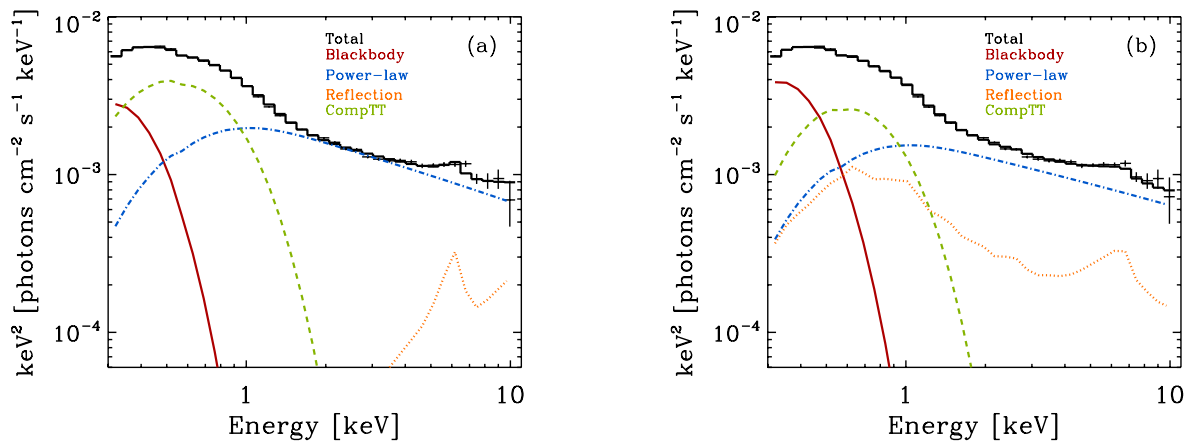 keV² [photons cm⁻² s⁻¹ keV⁻¹]
10⁻²
10⁻³
10⁻⁴
Total
Blackbody
Power-law
Reflection
CompTT
(a)
1
10
Energy [keV]
keV² [photons cm⁻² s⁻¹ keV⁻¹]
10⁻²
10⁻³
10⁻⁴
Total
Blackbody
Power-law
Reflection
CompTT
(b)
1
10
Energy [keV]